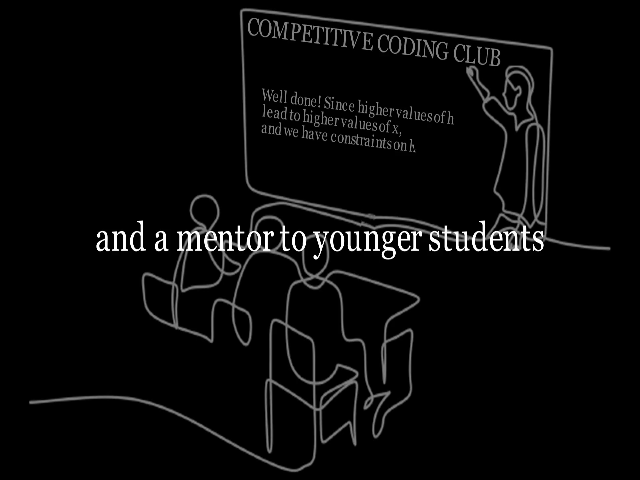 COMPETITIVE CODING CLUB
Well done! Since higher values of h
lead to higher values of x,
and we have constraints on h
and a mentor to younger students